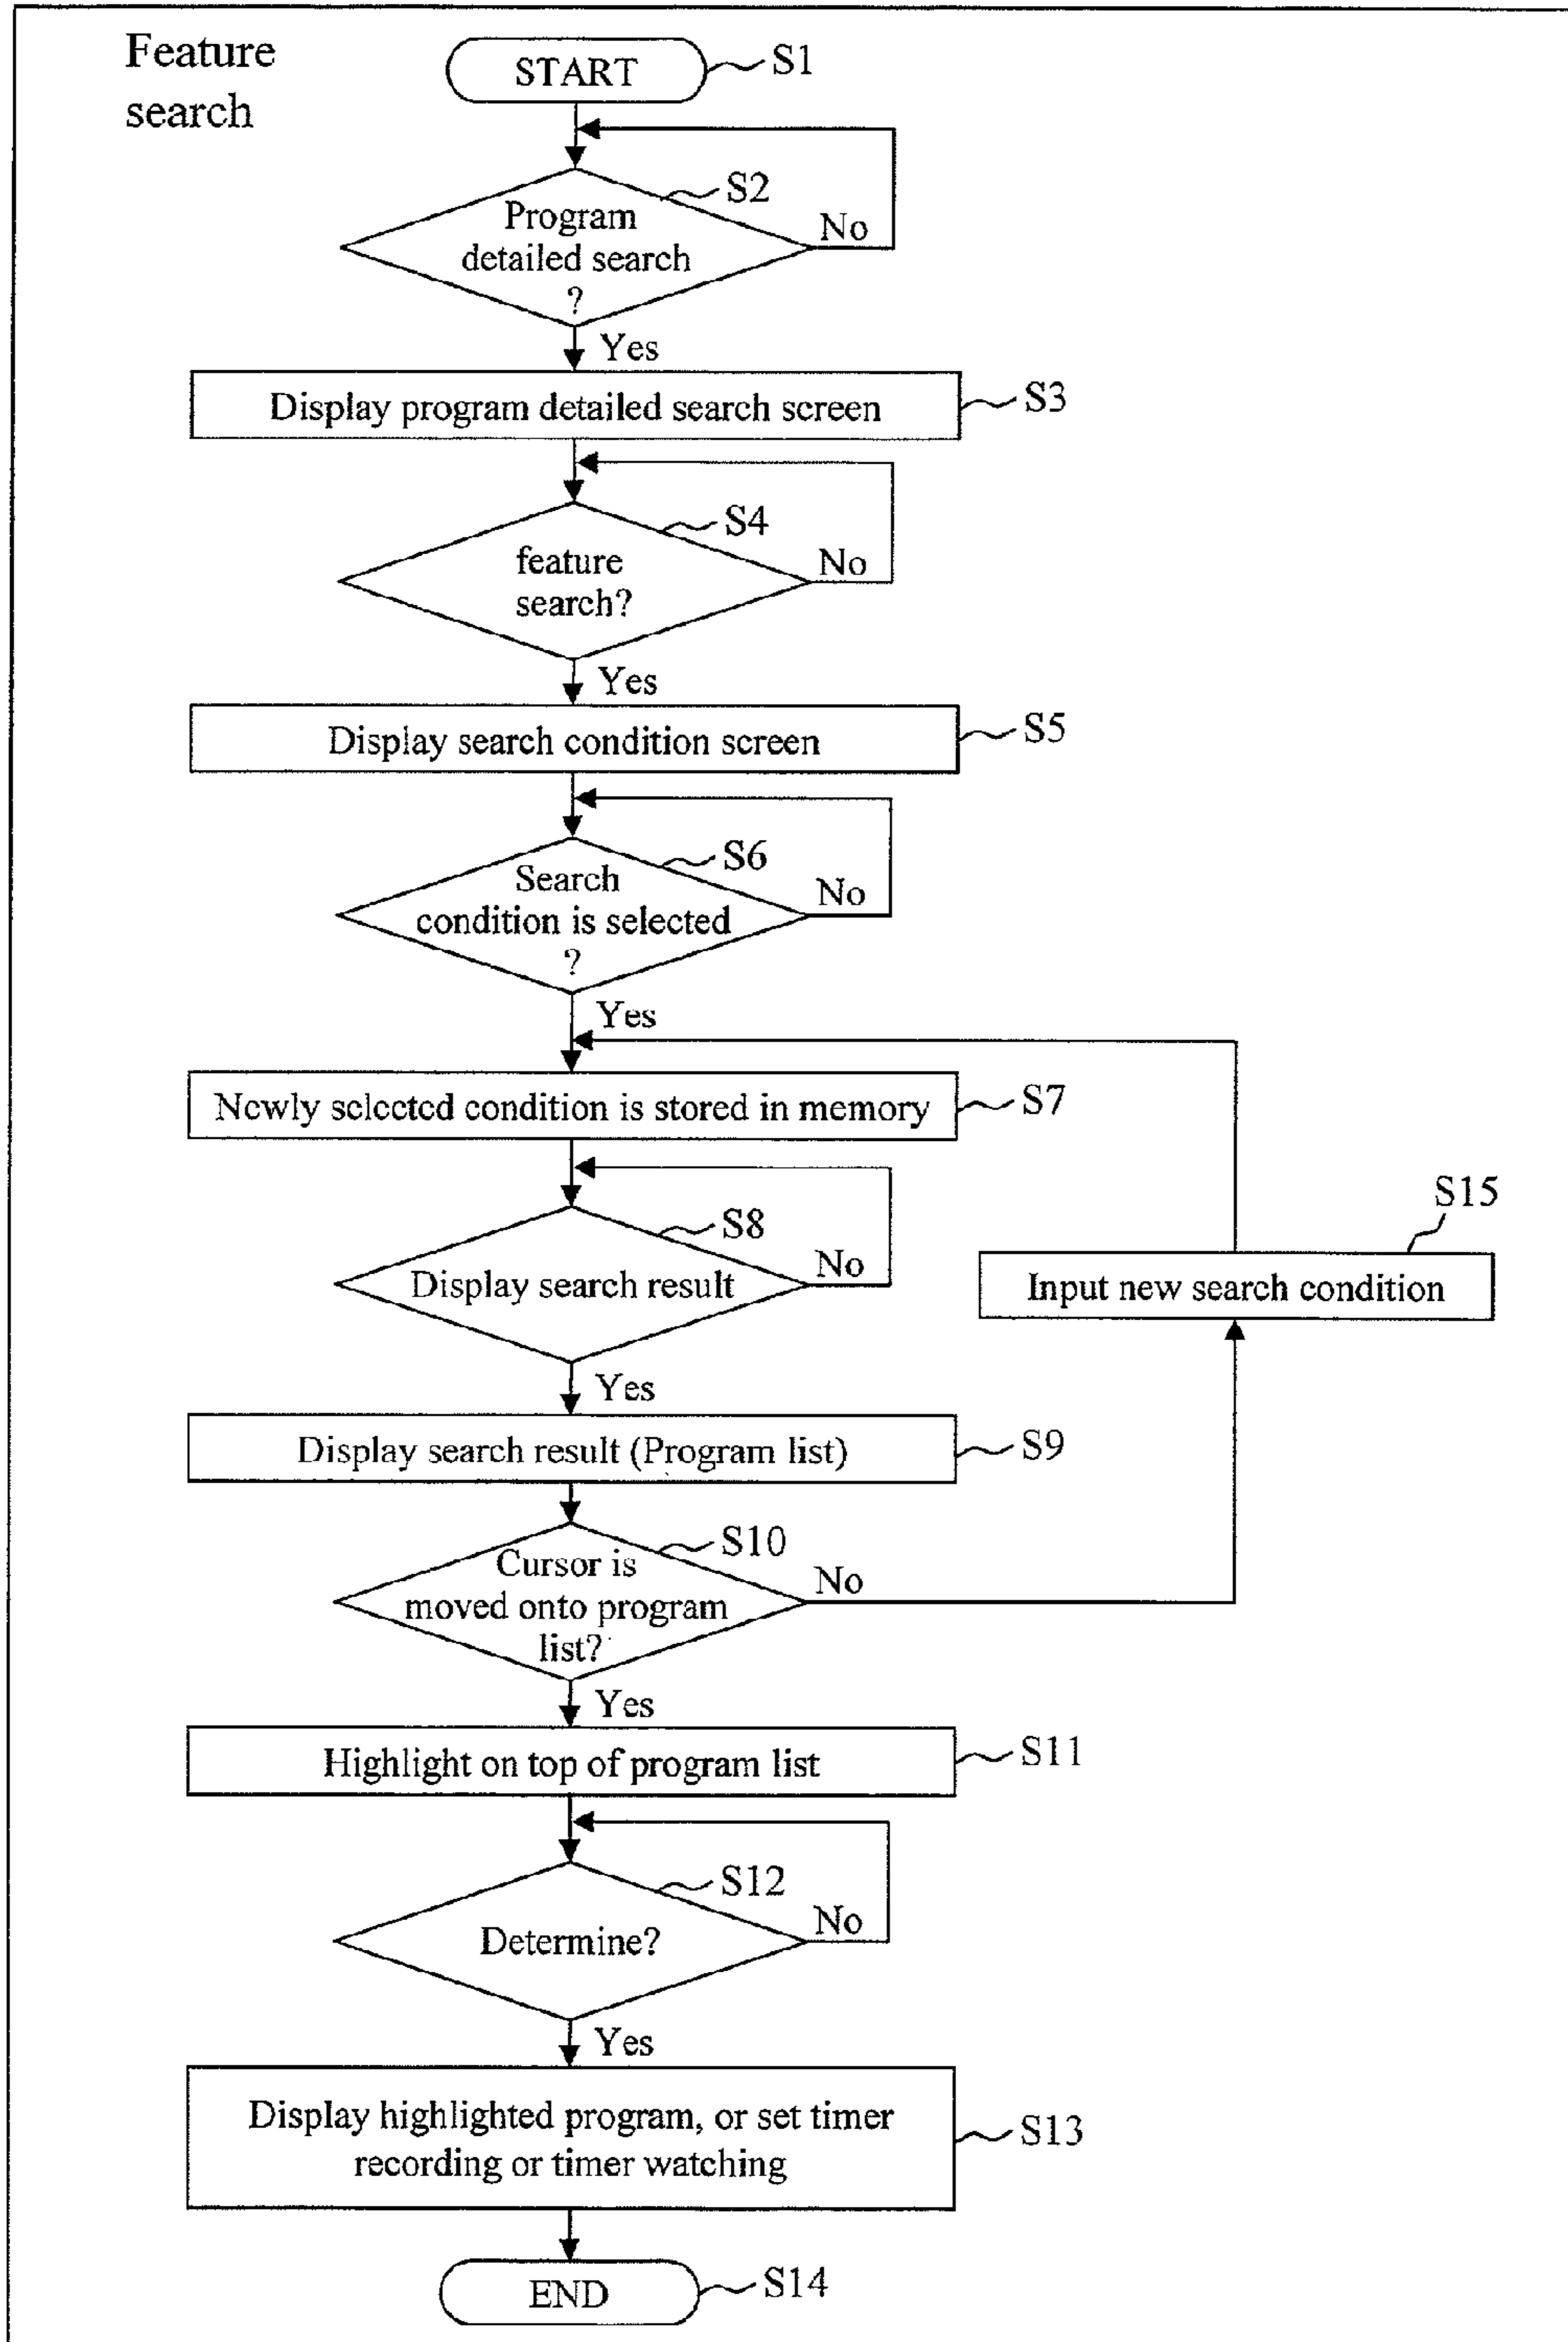 Feature
search
START
S1
S2
Program
detailed search
?
No
Yes
Display program detailed search screen
S3
S4
feature
search?
No
Yes
Display search condition screen
S5
S6
Search
condition is selected
?
No
Yes
Newly selected condition is stored in memory
S7
S8
Display search result
No
S15
Input new search condition
Yes
Display search result (Program list)
S9
S10
Cursor is
moved onto program
list?
No
Yes
Highlight on top of program list
S11
S12
Determine?
No
Yes
Display highlighted program, or set timer
recording or timer watching
S13
END
S14